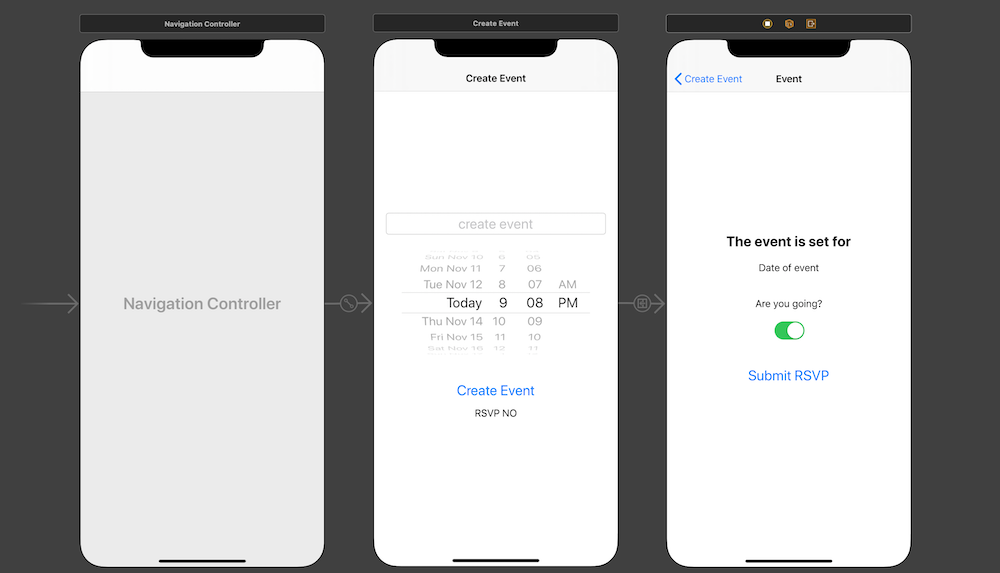 Navigation Controller
Create Event
Navigation Controller
Create Event
create event
Sun Nov 10 6 05
Mon Nov 11 7 06
Tue Nov 12 8 07 AM
Today 9 08 PM
Thu Nov 14 10 09
Fri Nov 15 11 10
Sat Nov 16 12 11
Create Event
RSVP NO
Create Event Event
The event is set for
Date of event
Are you going?
Submit RSVP